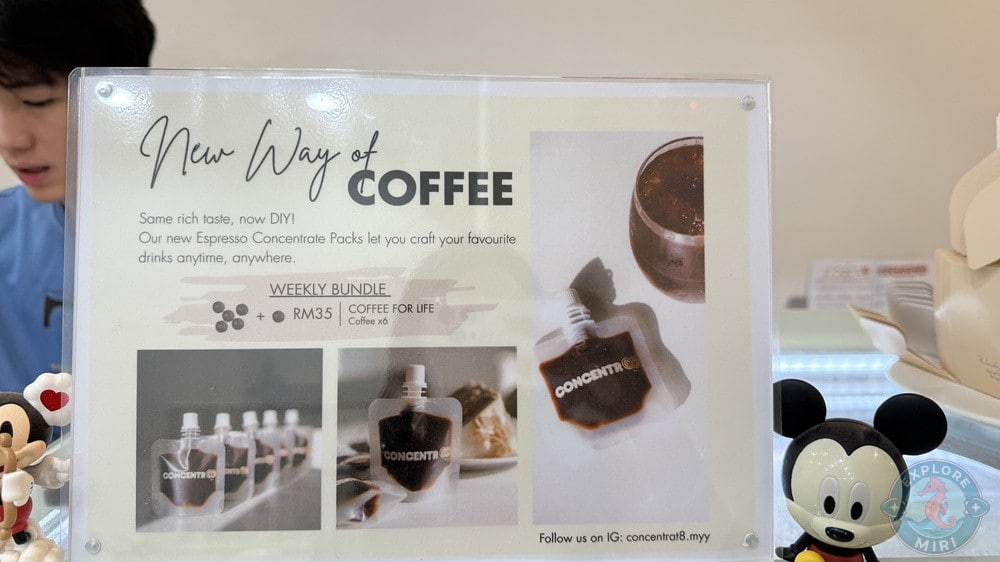 New Way of
COFFEE
Same rich taste, now DIY!
Our new Espresso Concentrate Packs let you craft your favourite
drinks anytime, anywhere.
WEEKLY BUNDLE
+ RM35 | COFFEE FOR LIFE
Coffee x6
CONCENTR
CONCENTR
CONCENTR
Follow us on IG: concentrat8.myy
EXPLORE
MIRI